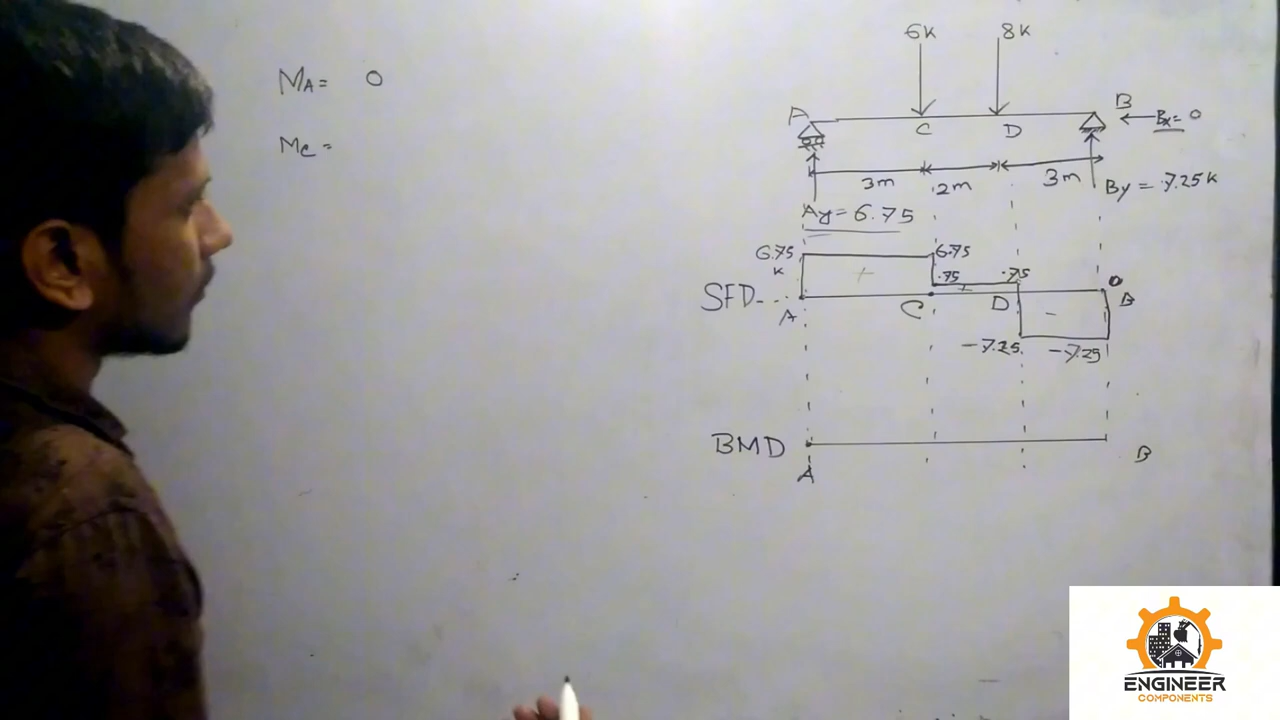 MA = 0
Mc =
6K 8K
A C D B Bx = 0
3m 2m 3m
By = 7.25 K
Ay = 6.75
6.75 K 6.75
.75 .75
+ +
SFD A C D - 0 B
-7.25 -7.25
BMD
A B
ENGINEER
COMPONENTS